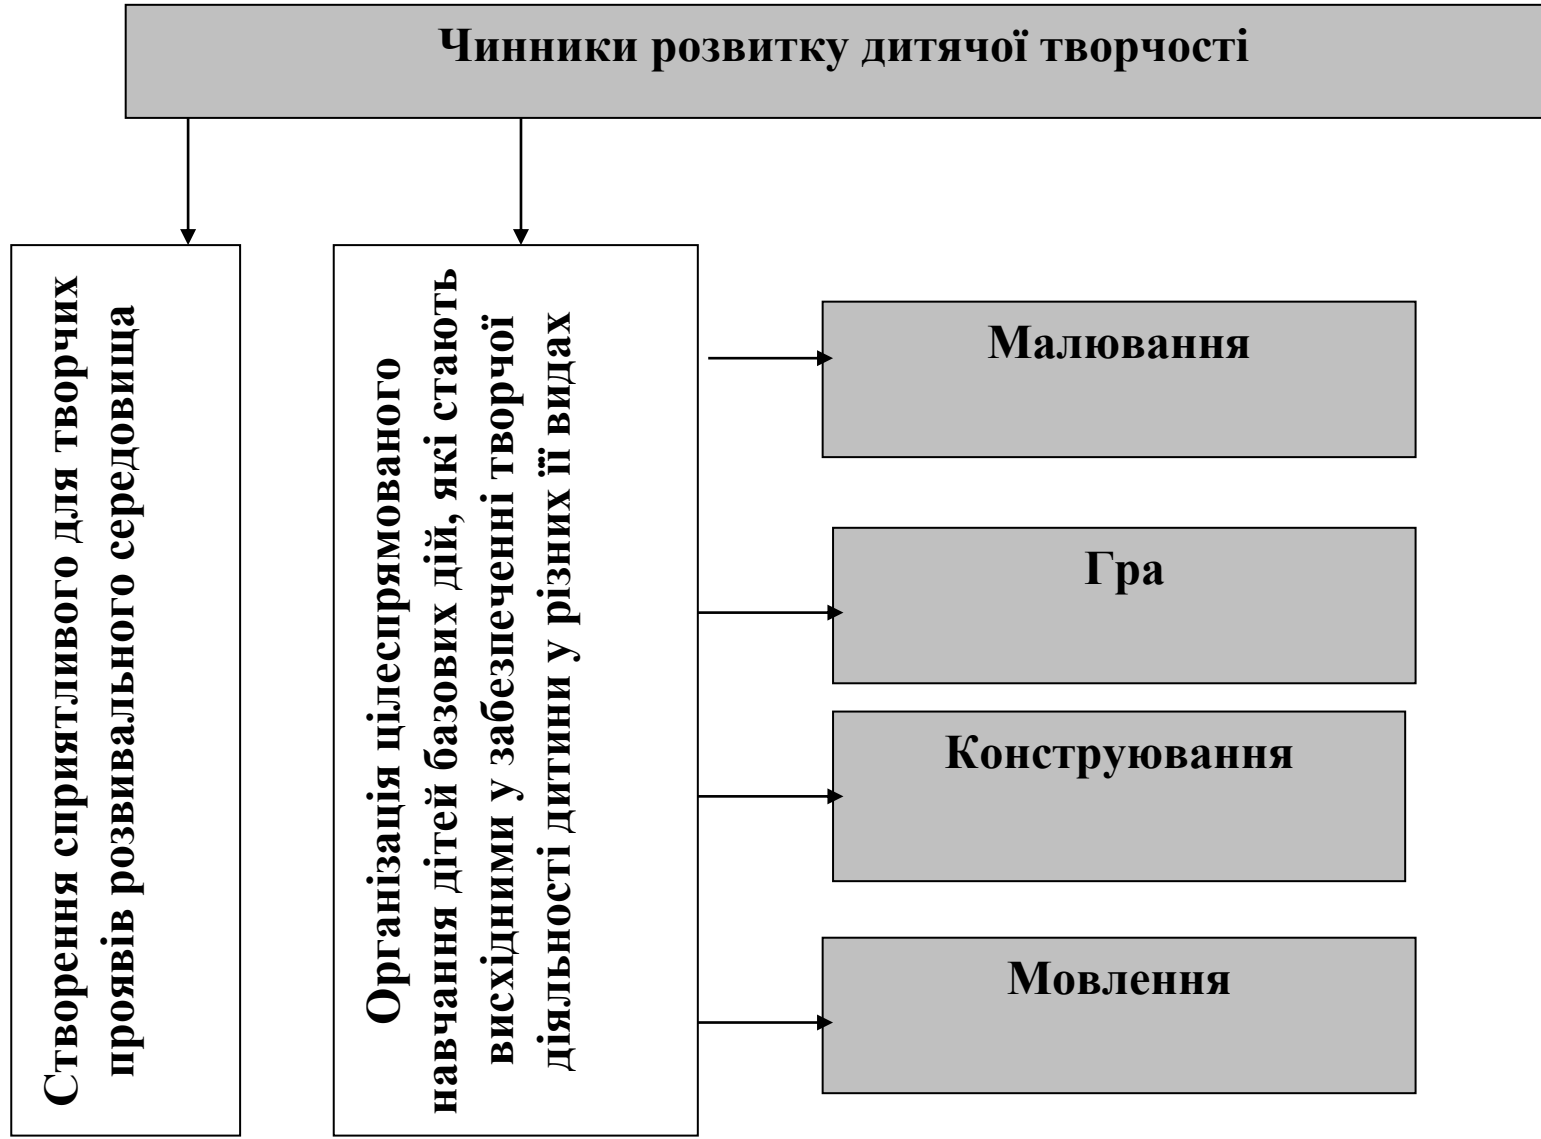 Чинники розвитку дитячої творчості
Створення сприятливого для творчих
проявів розвивального середовища
Організація цілеспрямованого
навчання дітей базових дій, які стають
висхідними у забезпеченні творчої
діяльності дитини у різних її видах
Малювання
Гра
Конструювання
Мовлення